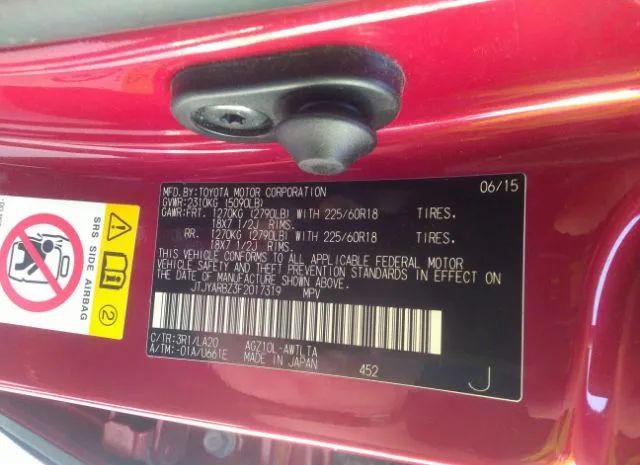 MFD.BY:TOYOTA MOTOR CORPORATION 06/15
GVWR:2310KG (5090LB)
GAWR:FRT. 1270KG (2790LB) WITH 225/60R18 TIRES.
18X7 1/2J RIMS.
RR. 1270KG (2790LB) WITH 225/60R18 TIRES.
18X7 1/2J RIMS.
THIS VEHICLE CONFORMS TO ALL APPLICABLE FEDERAL MOTOR
VEHICLE SAFETY AND THEFT PREVENTION STANDARDS IN EFFECT ON
THE DATE OF MANUFACTURE SHOWN ABOVE.
JTJYARBZ3F2017319 MPV
C/TR:3R1/LA20 AGZ10L-AWTLTA
A/TM:-01A/U661E MADE IN JAPAN
452
J
SRS SIDE AIRBAG
2